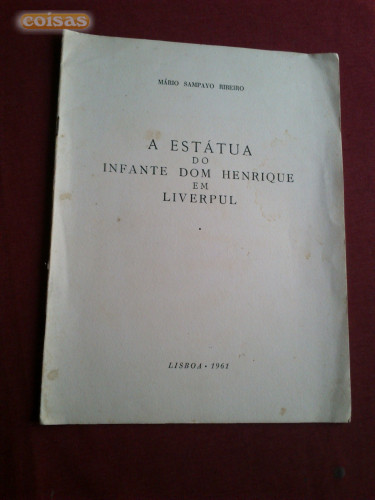 coisas
MÁRIO SAMPAYO RIBEIRO
A ESTÁTUA
DO
INFANTE DOM HENRIQUE
EM
LIVERPUL
LISBOA • 1961